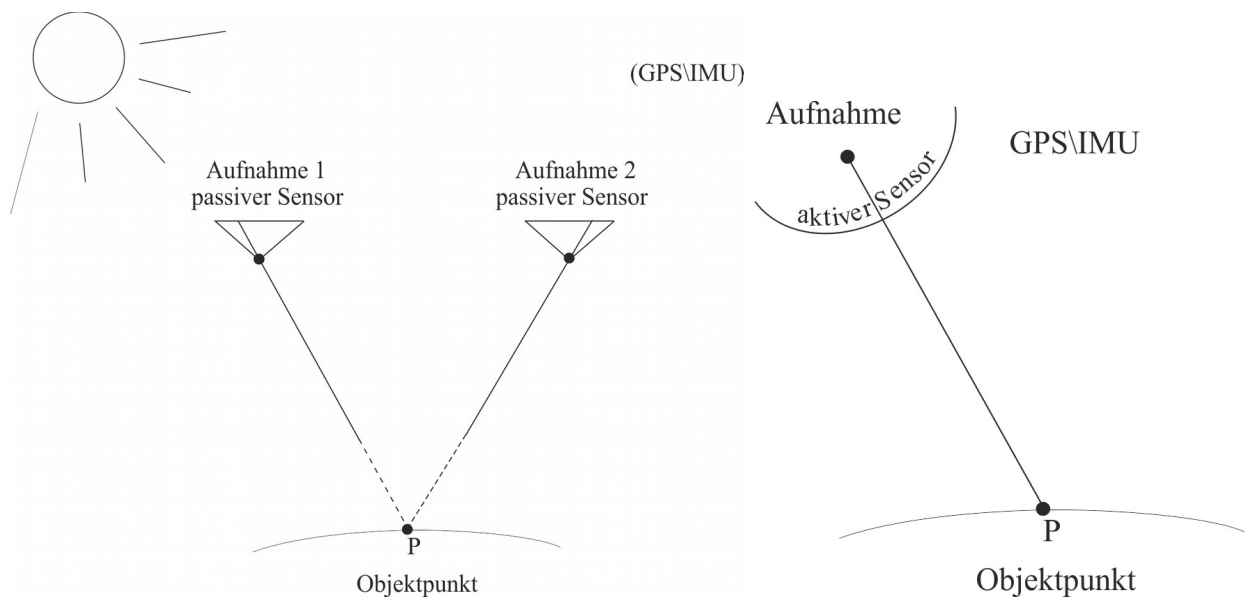 (GPS\IMU)
Aufnahme 1
passiver Sensor
Aufnahme 2
passiver Sensor
P
Objektpunkt
Aufnahme
aktiver Sensor
GPS\IMU
P
Objektpunkt